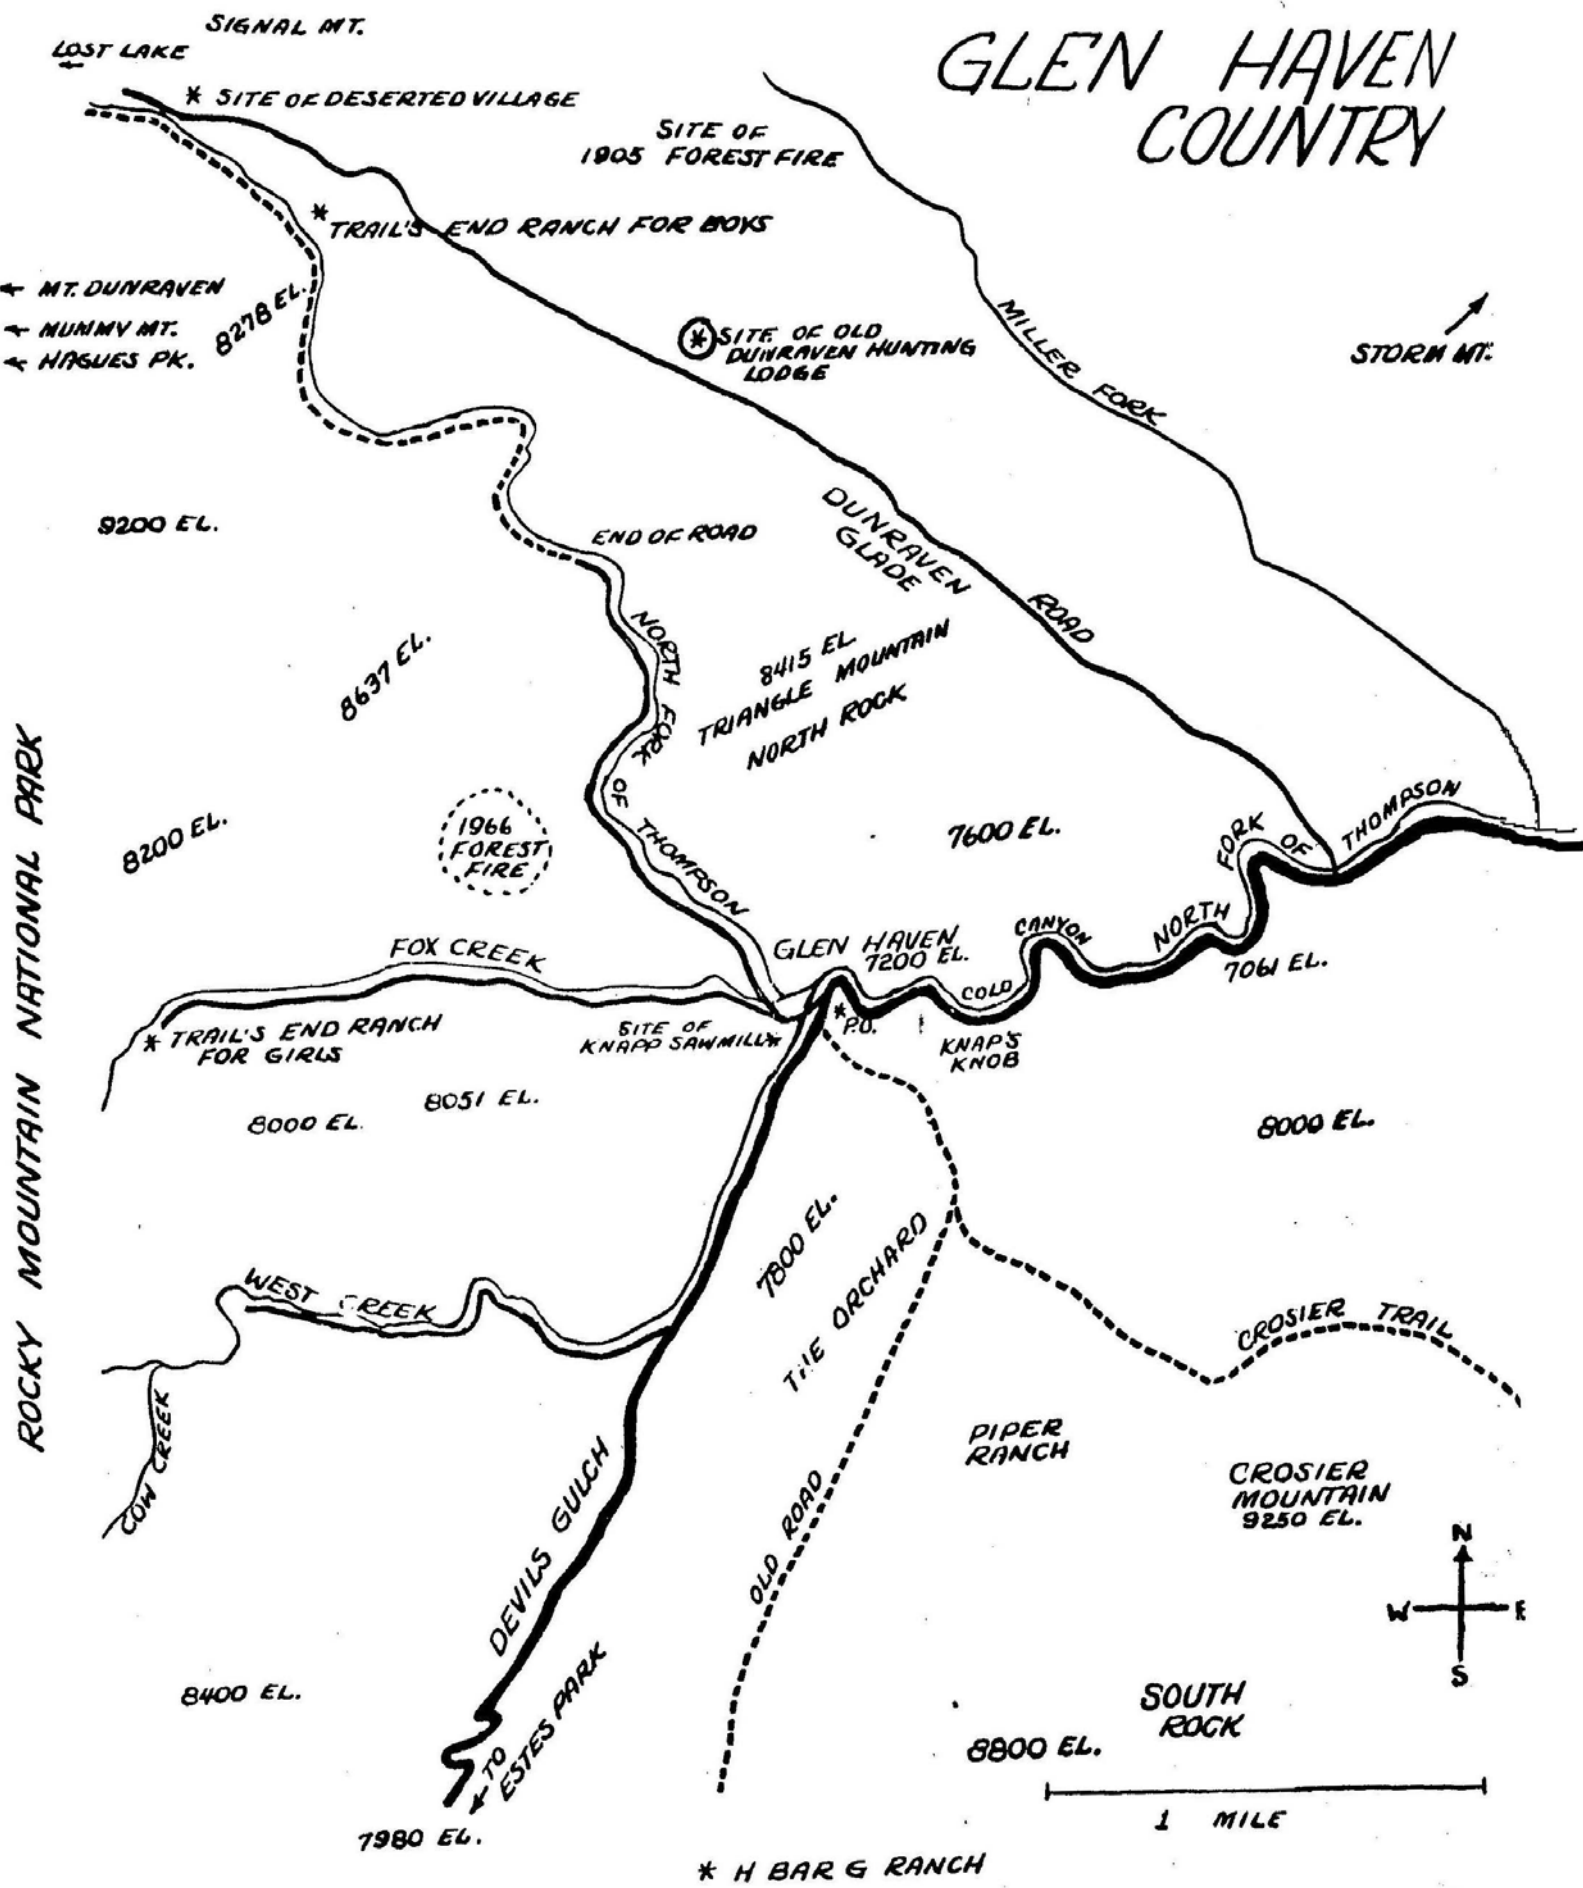 SIGNAL MT.
LOST LAKE
GLEN HAVEN
COUNTRY
* SITE OF DESERTED VILLAGE
SITE OF
1905 FOREST FIRE
* TRAIL'S END RANCH FOR BOYS
MT. DUNRAVEN
MUMMY MT.
HAGUES PK.
8278 EL.
* SITE OF OLD
DUNRAVEN HUNTING
LODGE
MILLER FORK
STORM MT.
9200 EL.
END OF ROAD
DUNRAVEN
GLADE
ROAD
NORTH FORK OF THOMPSON
8415 EL
TRIANGLE MOUNTAIN
NORTH ROCK
8637 EL.
8200 EL.
1966
FOREST
FIRE
7600 EL.
NORTH FORK OF THOMPSON
ROCKY MOUNTAIN NATIONAL PARK
FOX CREEK
GLEN HAVEN
7200 EL.
COLD CANYON
7061 EL.
* TRAIL'S END RANCH
FOR GIRLS
SITE OF
KNAPP SAWMILL *
* P.O.
KNAP'S
KNOB
8000 EL.
8051 EL.
8000 EL.
7800 EL.
THE ORCHARD
WEST CREEK
COW CREEK
CROSIER TRAIL
PIPER
RANCH
CROSIER
MOUNTAIN
9250 EL.
DEVILS GULCH
OLD ROAD
N
W E
S
8400 EL.
TO
ESTES PARK
SOUTH
ROCK
8800 EL.
1 MILE
7980 EL.
* H BAR G RANCH